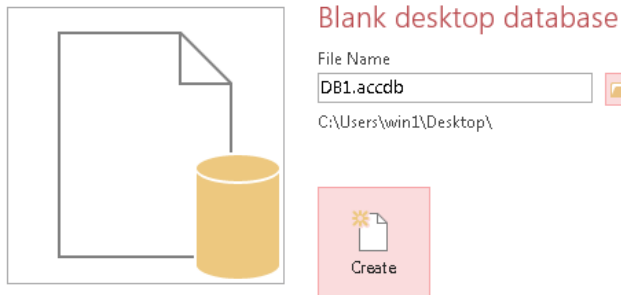 Blank desktop database
File Name
DB1.accdb
C:\Users\win1\Desktop\
Create